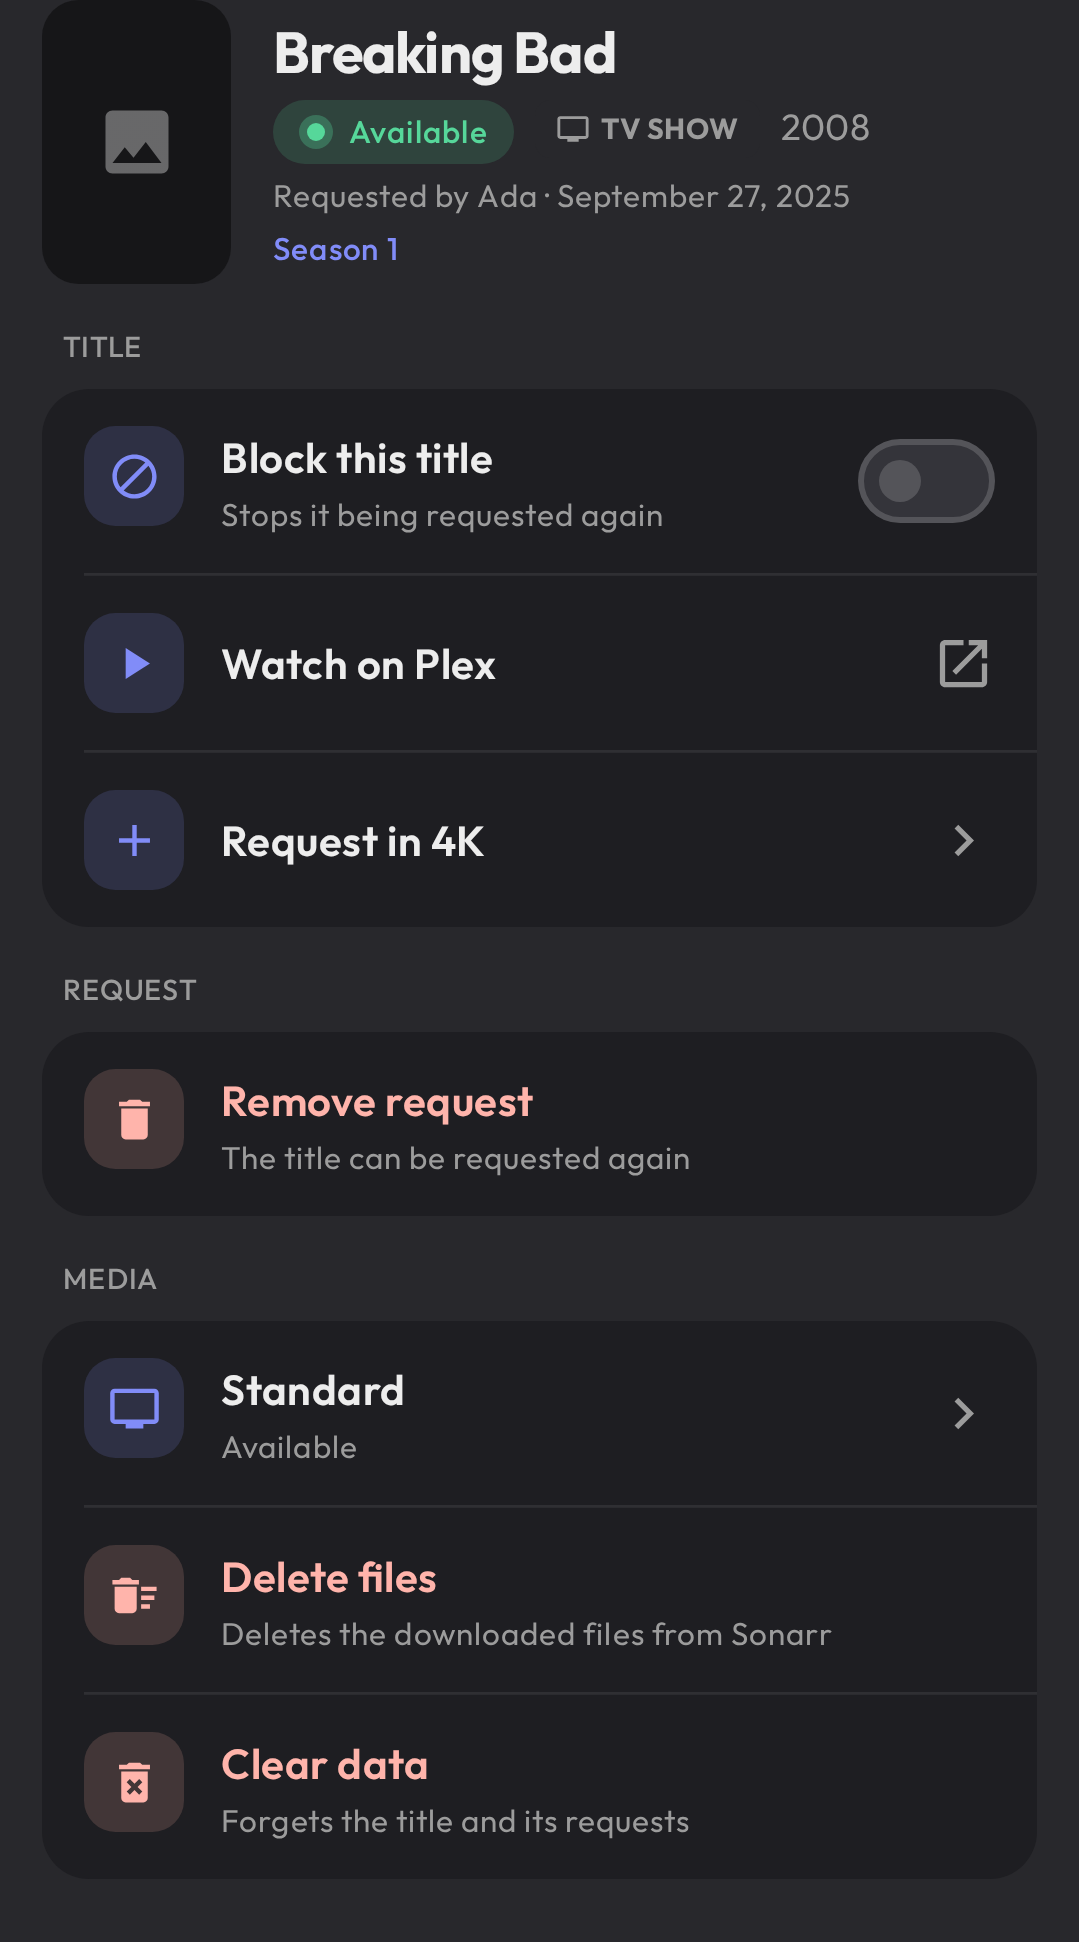 Breaking Bad
Available TV SHOW 2008
Requested by Ada · September 27, 2025
Season 1
TITLE
Block this title
Stops it being requested again
Watch on Plex
Request in 4K
REQUEST
Remove request
The title can be requested again
MEDIA
Standard
Available
Delete files
Deletes the downloaded files from Sonarr
Clear data
Forgets the title and its requests